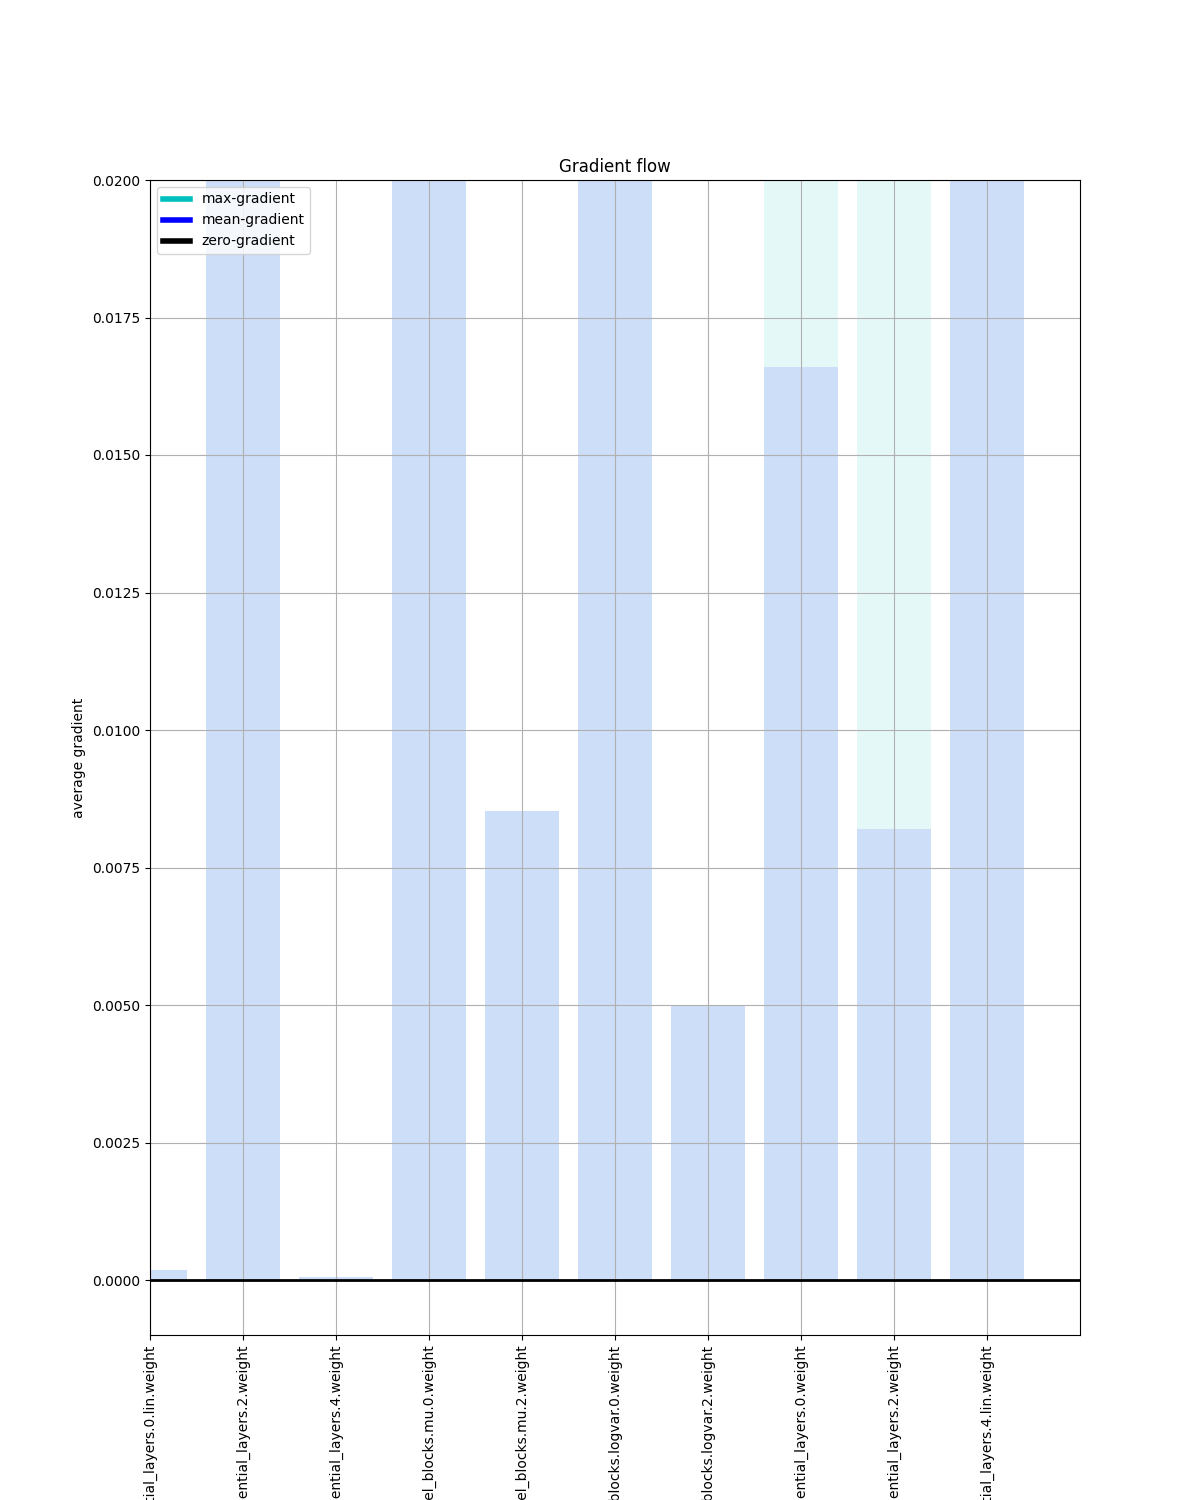 Gradient flow
max-gradient
mean-gradient
zero-gradient
0.0200
0.0175
0.0150
0.0125
0.0100
0.0075
0.0050
0.0025
0.0000
average gradient
tial_layers.0.lin.weight
ential_layers.2.weight
ential_layers.4.weight
el_blocks.mu.0.weight
el_blocks.mu.2.weight
blocks.logvar.0.weight
blocks.logvar.2.weight
ential_layers.0.weight
ential_layers.2.weight
tial_layers.4.lin.weight